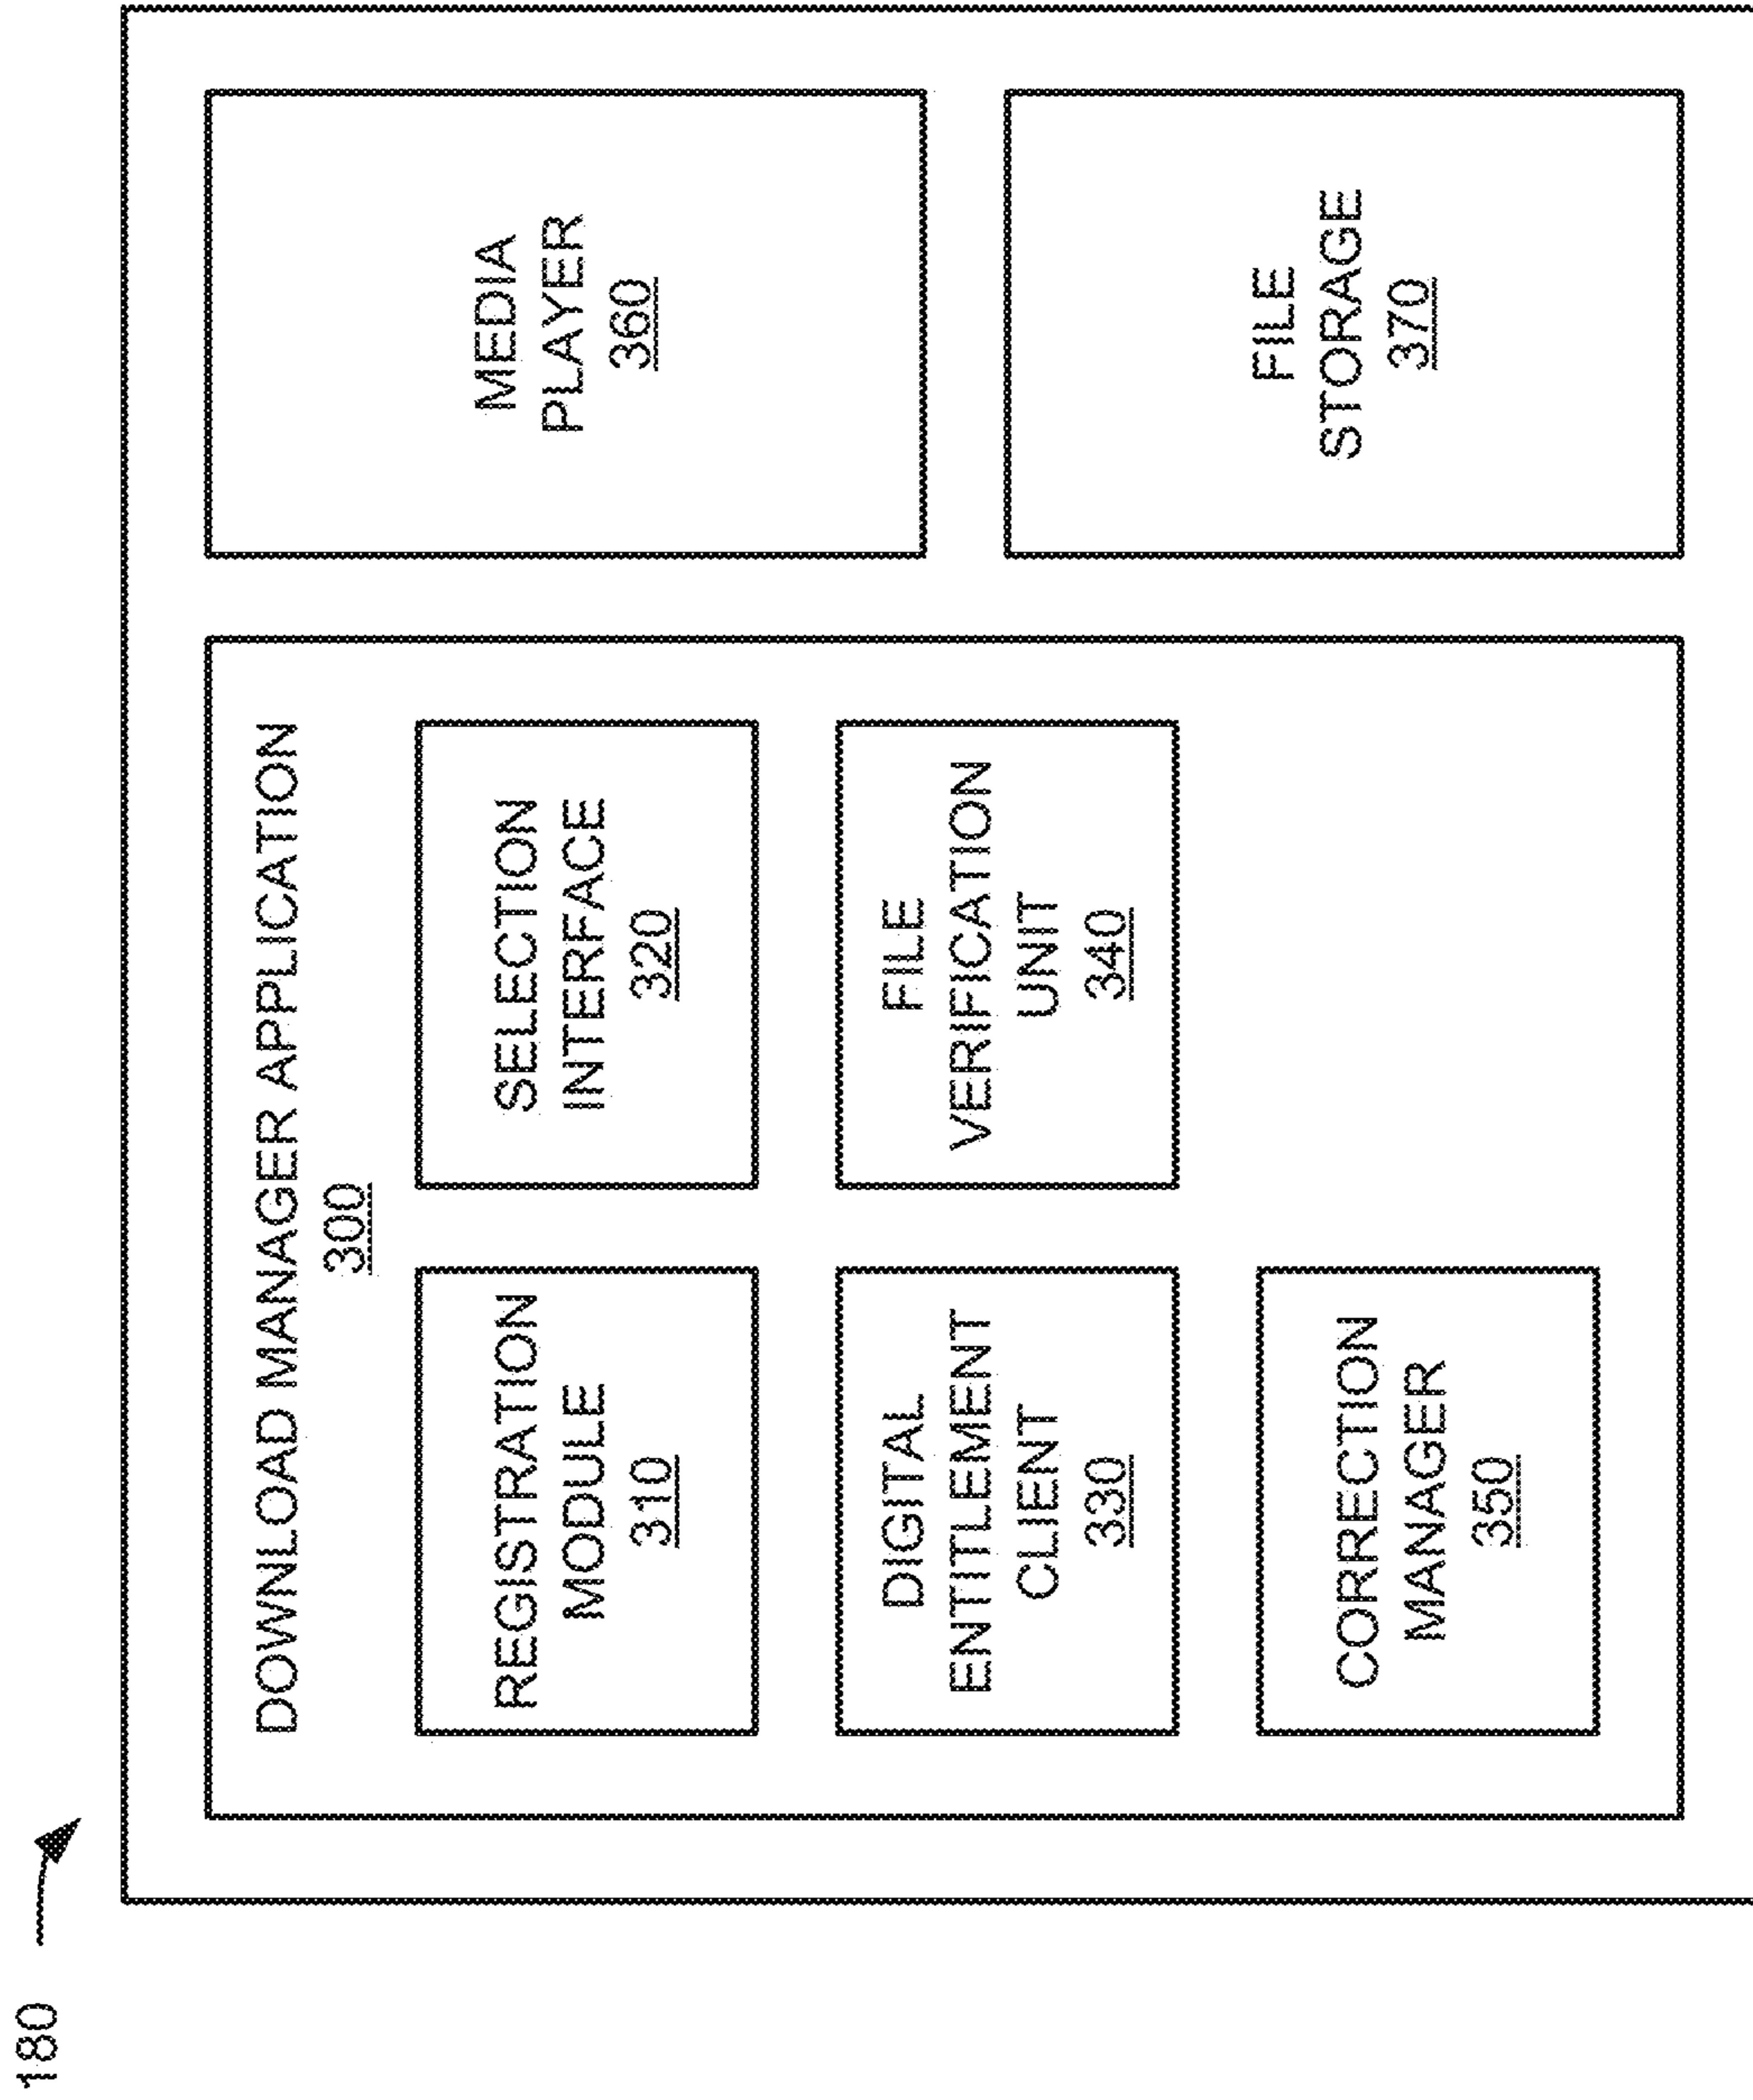 180
DOWNLOAD MANAGER APPLICATION
300
REGISTRATION
MODULE
310
SELECTION
INTERFACE
320
DIGITAL
ENTITLEMENT
CLIENT
330
FILE
VERIFICATION
UNIT
340
CORRECTION
MANAGER
350
MEDIA
PLAYER
360
FILE
STORAGE
370